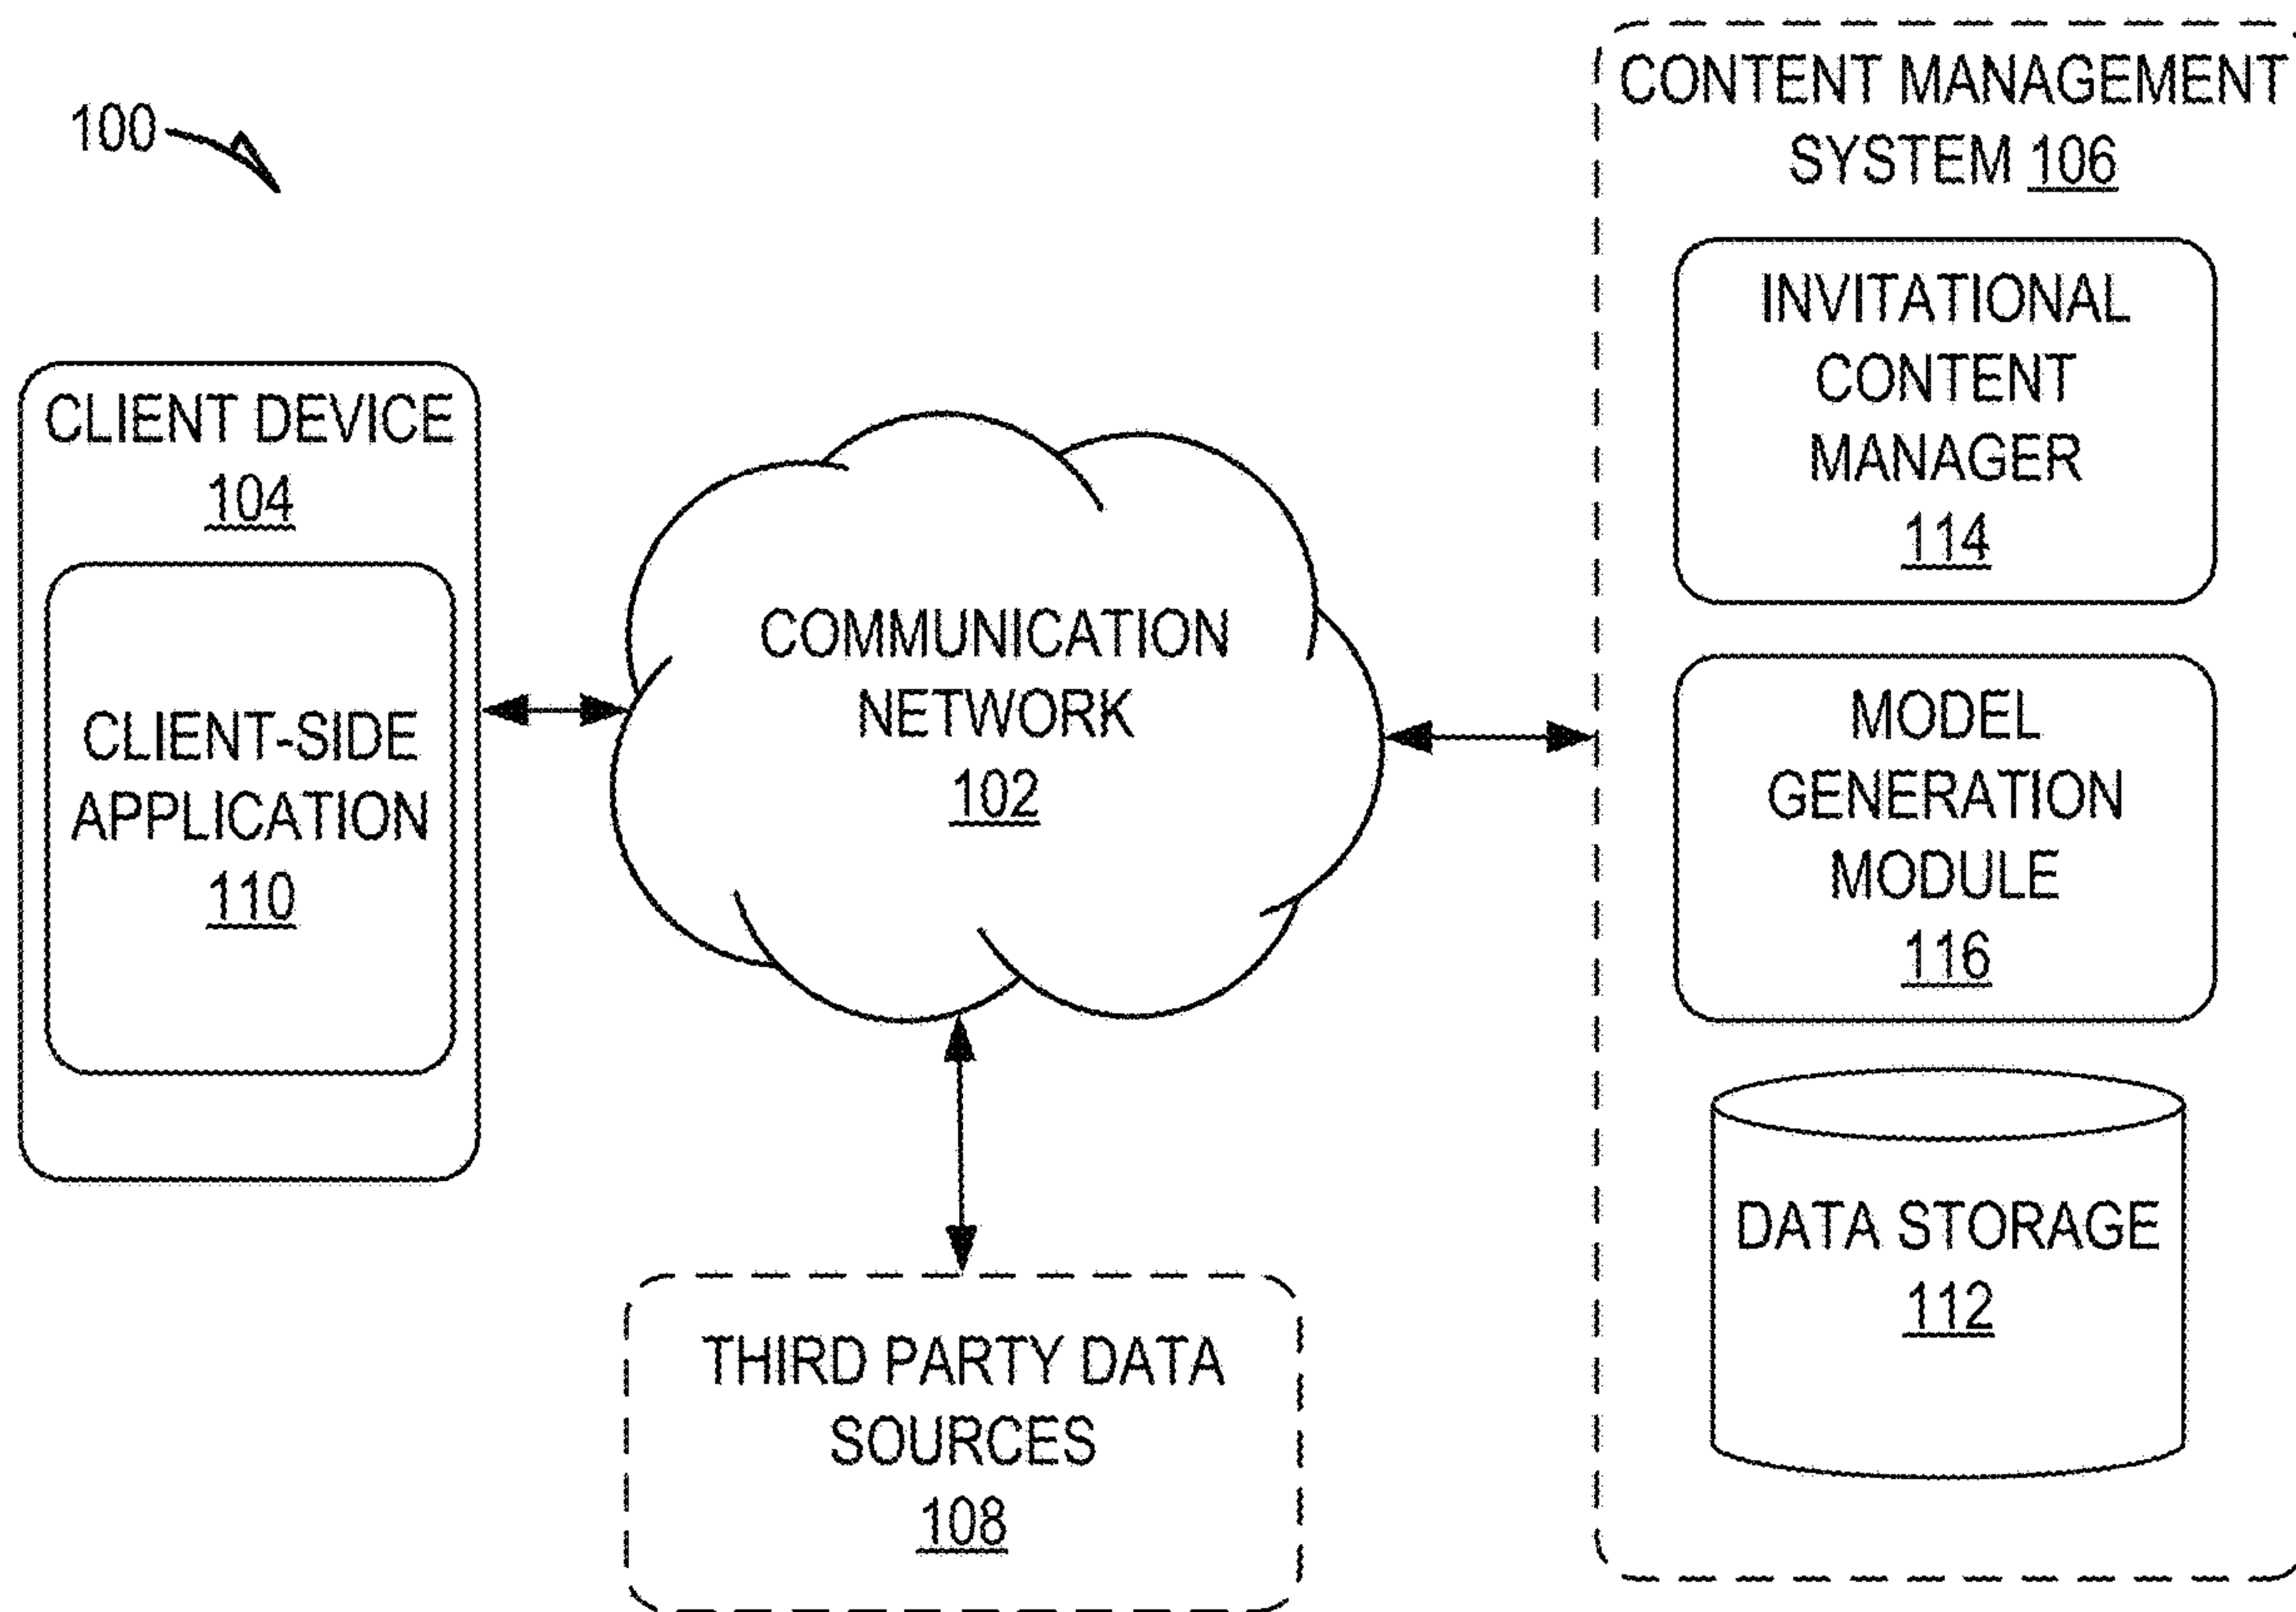 100
CLIENT DEVICE
104
CLIENT-SIDE
APPLICATION
110
COMMUNICATION
NETWORK
102
THIRD PARTY DATA
SOURCES
108
CONTENT MANAGEMENT
SYSTEM 106
INVITATIONAL
CONTENT
MANAGER
114
MODEL
GENERATION
MODULE
116
DATA STORAGE
112